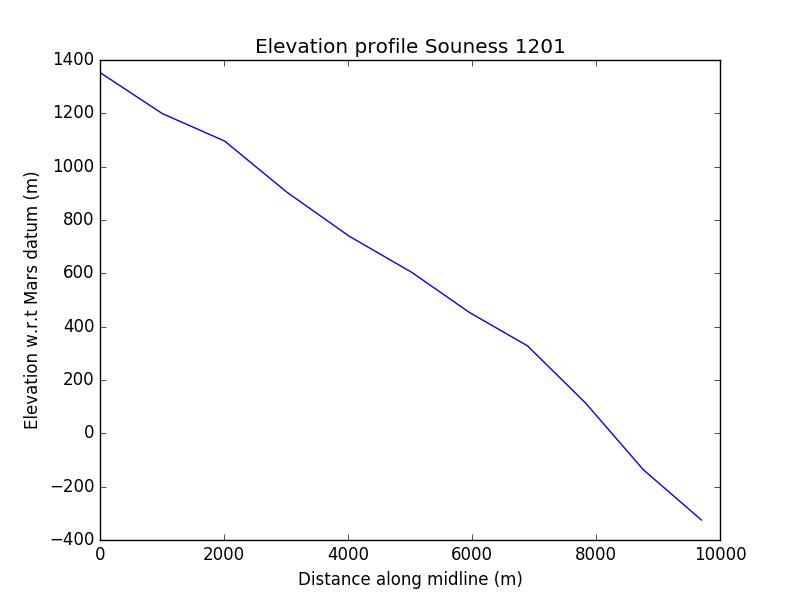 Elevation profile Souness 1201
1400
1200
1000
800
600
400
200
0
−200
−400
Elevation w.r.t Mars datum (m)
0 2000 4000 6000 8000 10000
Distance along midline (m)